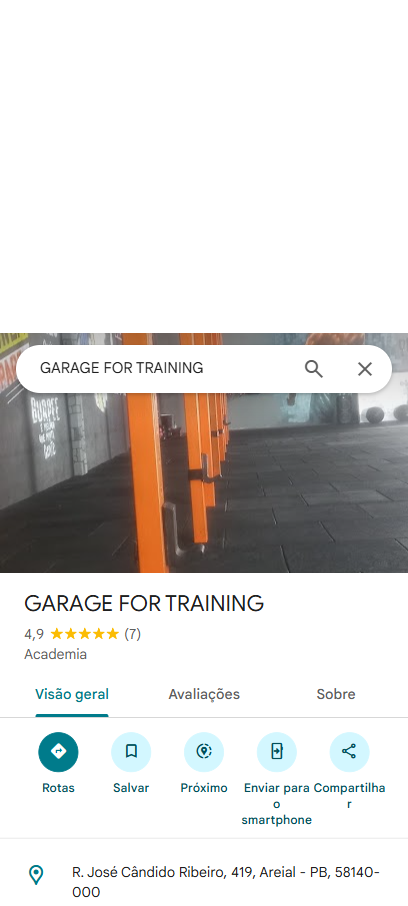 GARAGE FOR TRAINING
BURPEE
GARAGE FOR TRAINING
4,9 (7)
Academia
Visão geral Avaliações Sobre
Rotas Salvar Próximo Enviar para o smartphone Compartilhar
R. José Cândido Ribeiro, 419, Areial - PB, 58140-
000